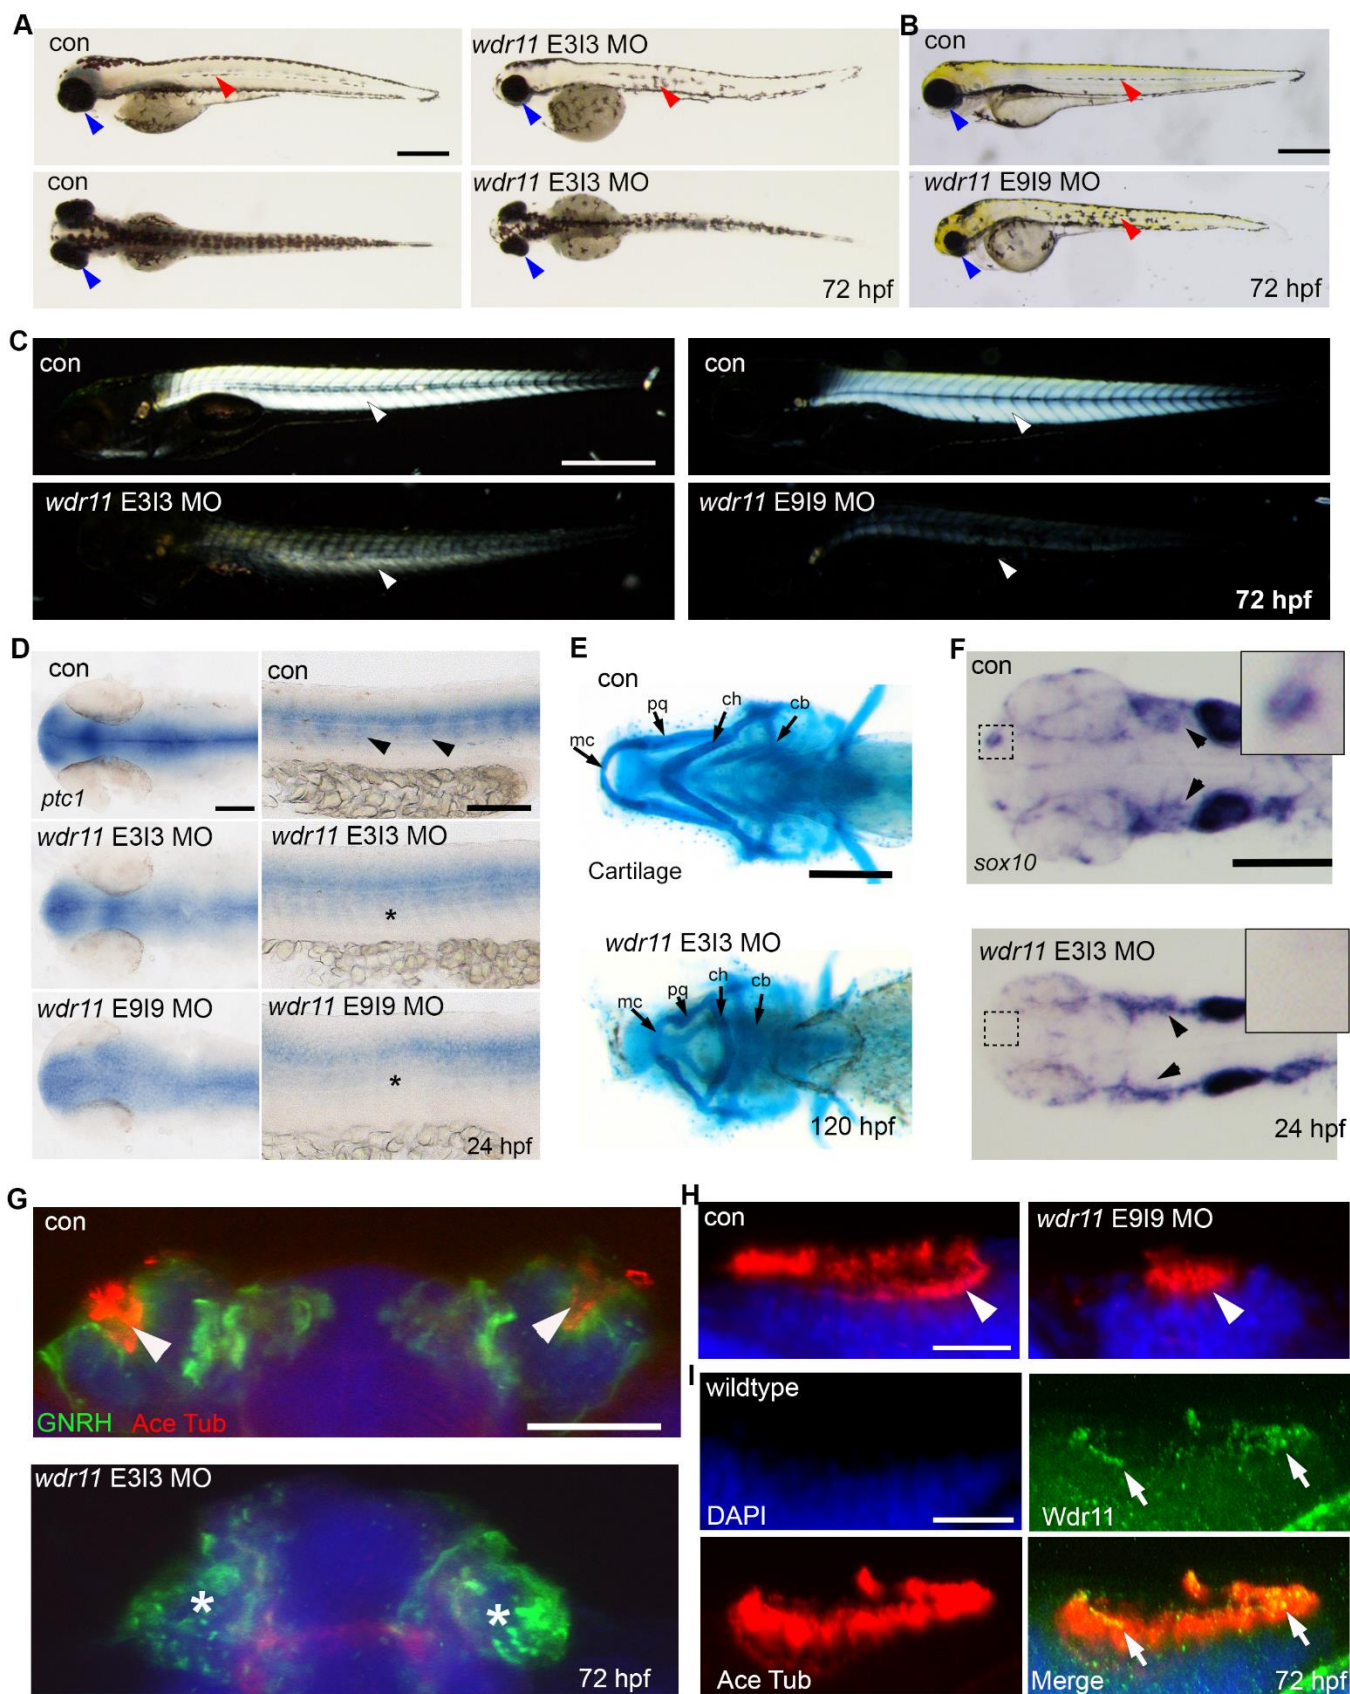 A
con
wdr11 E3I3 MO
B
con
con
wdr11 E3I3 MO
72 hpf
wdr11 E9I9 MO
72 hpf
C
con
con
wdr11 E3I3 MO
wdr11 E9I9 MO
72 hpf
D
con
con
ptc1
wdr11 E3I3 MO
wdr11 E3I3 MO
*
wdr11 E9I9 MO
wdr11 E9I9 MO
*
24 hpf
E
con
mc
pq
ch
cb
Cartilage
wdr11 E3I3 MO
mc
pq
ch
cb
120 hpf
F
con
sox10
wdr11 E3I3 MO
24 hpf
G
con
GNRH Ace Tub
wdr11 E3I3 MO
* *
72 hpf
H
con
wdr11 E9I9 MO
I
wildtype
DAPI
Wdr11
Ace Tub
Merge
72 hpf